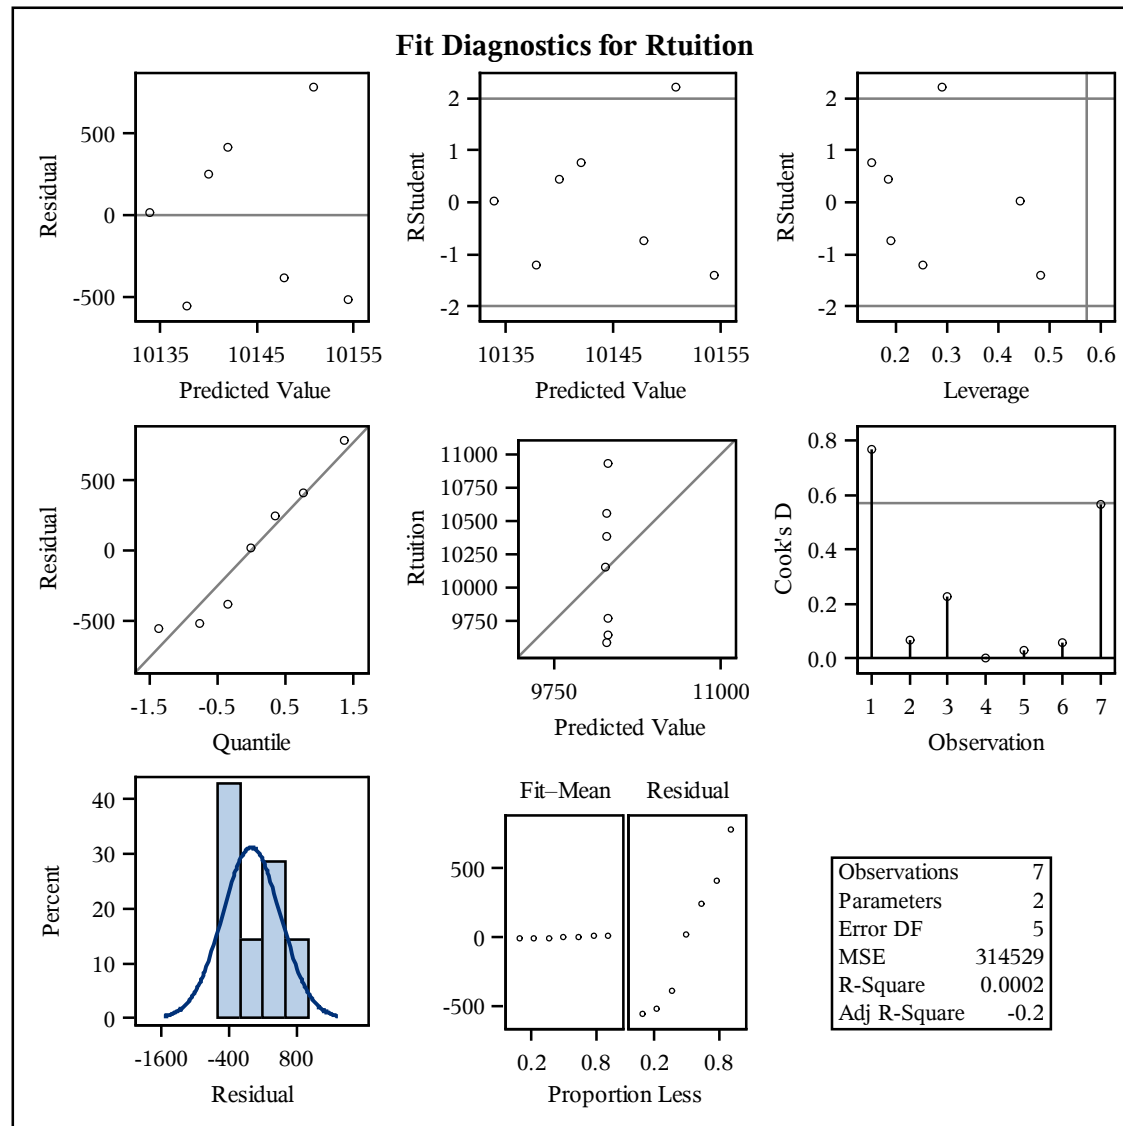 Fit Diagnostics for Rtuition
Residual
500
0
-500
10135 10145 10155
Predicted Value
RStudent
2
1
0
-1
-2
10135 10145 10155
Predicted Value
RStudent
2
1
0
-1
-2
0.2 0.3 0.4 0.5 0.6
Leverage
Residual
500
0
-500
-1.5 -0.5 0.5 1.5
Quantile
Rtuition
11000
10750
10500
10250
10000
9750
9750 11000
Predicted Value
Cook's D
0.8
0.6
0.4
0.2
0.0
1 2 3 4 5 6 7
Observation
Percent
40
30
20
10
0
-1600 -400 800
Residual
Fit–Mean Residual
500
0
-500
0.2 0.8 0.2 0.8
Proportion Less
Observations 7
Parameters 2
Error DF 5
MSE 314529
R-Square 0.0002
Adj R-Square -0.2